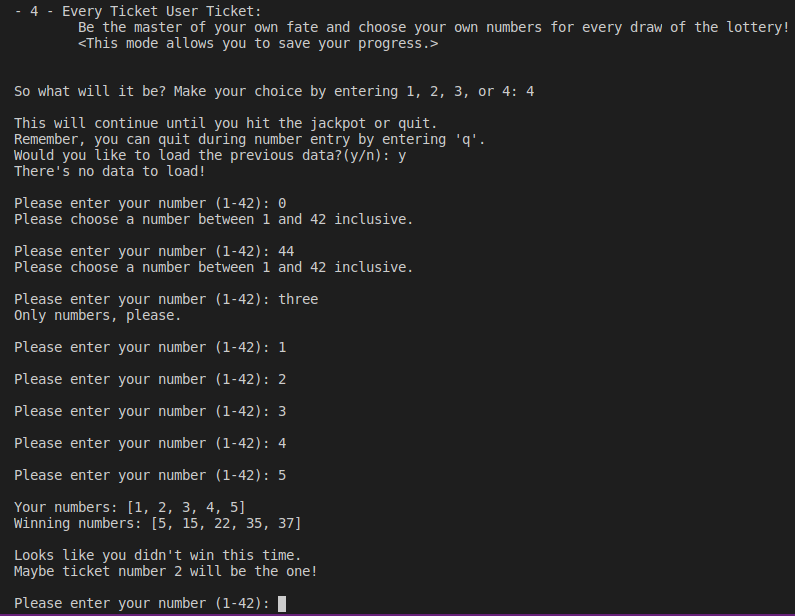 - 4 - Every Ticket User Ticket:
Be the master of your own fate and choose your own numbers for every draw of the lottery!
<This mode allows you to save your progress.>
So what will it be? Make your choice by entering 1, 2, 3, or 4: 4
This will continue until you hit the jackpot or quit.
Remember, you can quit during number entry by entering 'q'.
Would you like to load the previous data?(y/n): y
There's no data to load!
Please enter your number (1-42): 0
Please choose a number between 1 and 42 inclusive.
Please enter your number (1-42): 44
Please choose a number between 1 and 42 inclusive.
Please enter your number (1-42): three
Only numbers, please.
Please enter your number (1-42): 1
Please enter your number (1-42): 2
Please enter your number (1-42): 3
Please enter your number (1-42): 4
Please enter your number (1-42): 5
Your numbers: [1, 2, 3, 4, 5]
Winning numbers: [5, 15, 22, 35, 37]
Looks like you didn't win this time.
Maybe ticket number 2 will be the one!
Please enter your number (1-42):